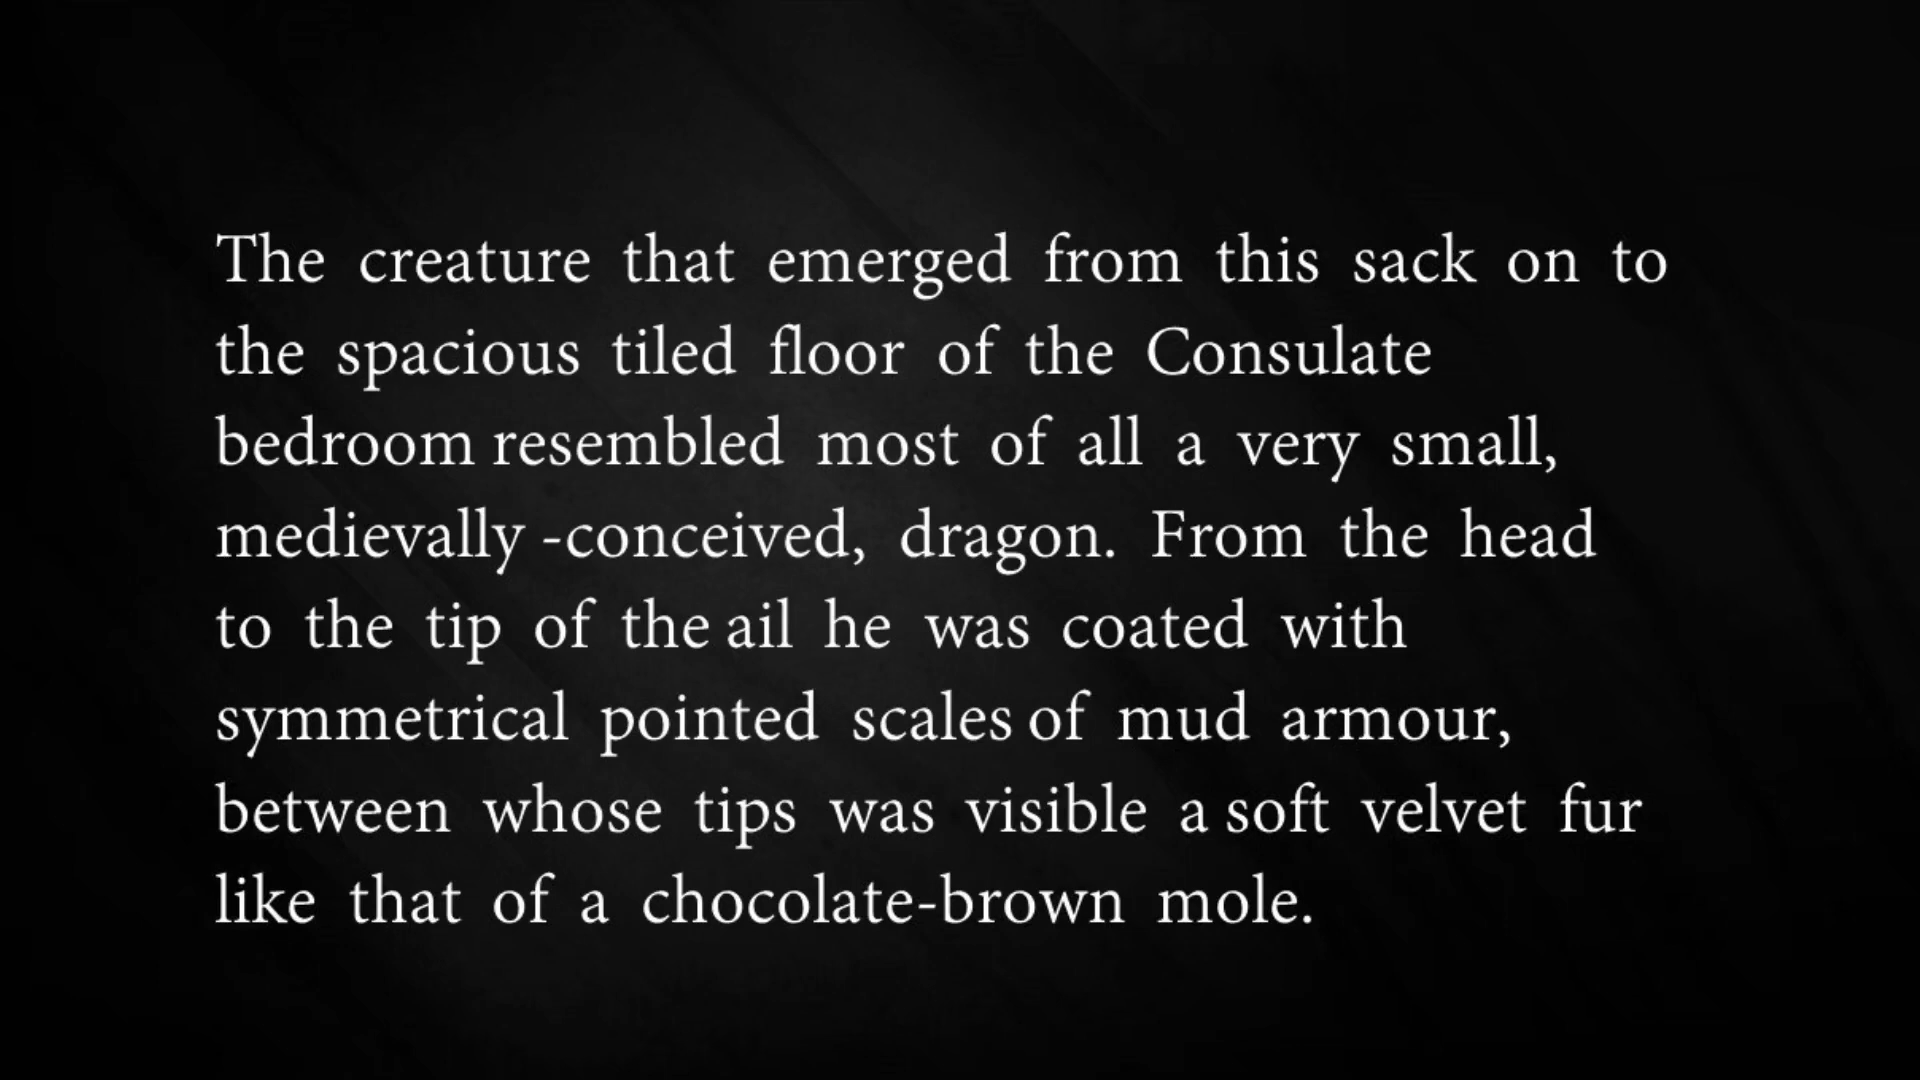 The creature that emerged from this sack on to
the spacious tiled floor of the Consulate
bedroom resembled most of all a very small,
medievally -conceived, dragon. From the head
to the tip of the ail he was coated with
symmetrical pointed scales of mud armour,
between whose tips was visible a soft velvet fur
like that of a chocolate-brown mole.